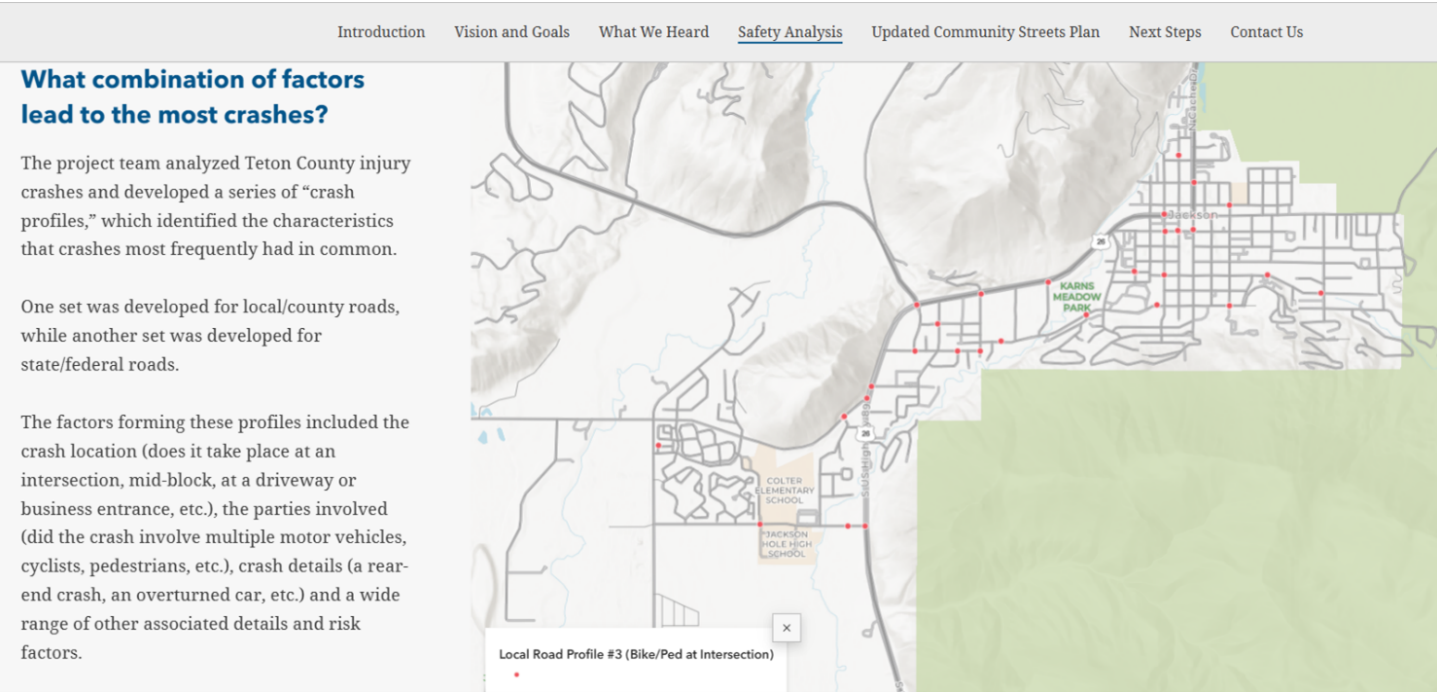 Introduction Vision and Goals What We Heard Safety Analysis Updated Community Streets Plan Next Steps Contact Us
What combination of factors
lead to the most crashes?
The project team analyzed Teton County injury
crashes and developed a series of “crash
profiles,” which identified the characteristics
that crashes most frequently had in common.
One set was developed for local/county roads,
while another set was developed for
state/federal roads.
The factors forming these profiles included the
crash location (does it take place at an
intersection, mid-block, at a driveway or
business entrance, etc.), the parties involved
(did the crash involve multiple motor vehicles,
cyclists, pedestrians, etc.), crash details (a rear-
end crash, an overturned car, etc.) and a wide
range of other associated details and risk
factors.
Jackson
26
KARNS
MEADOW
PARK
26
COLTER
ELEMENTARY
SCHOOL
JACKSON
HOLE HIGH
SCHOOL
Local Road Profile #3 (Bike/Ped at Intersection)